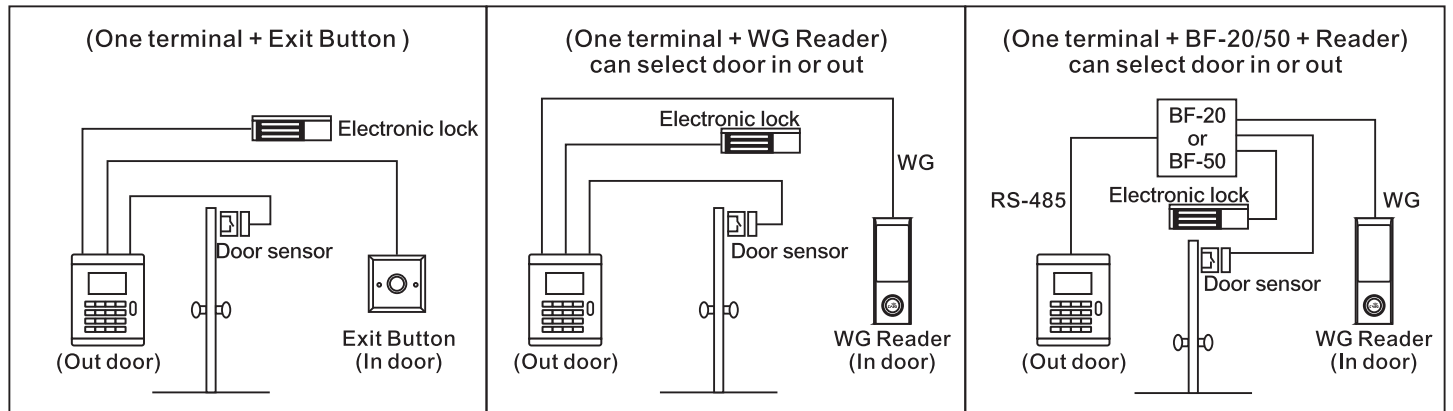 (One terminal + Exit Button )
Electronic lock
Door sensor
Exit Button
(In door)
(Out door)
(One terminal + WG Reader)
can select door in or out
Electronic lock
WG
Door sensor
WG Reader
(In door)
(Out door)
(One terminal + BF-20/50 + Reader)
can select door in or out
BF-20
or
BF-50
RS-485
Electronic lock
WG
Door sensor
WG Reader
(In door)
(Out door)